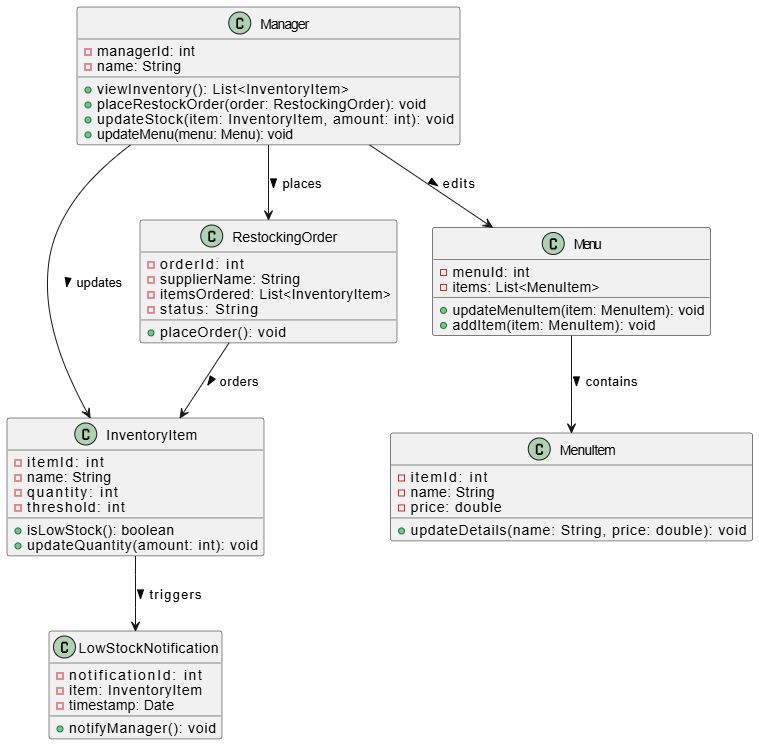 C Manager
managerId: int
name: String
viewInventory(): List<InventoryItem>
placeRestockOrder(order: RestockingOrder): void
updateStock(item: InventoryItem, amount: int): void
updateMenu(menu: Menu): void
updates
places
edits
C RestockingOrder
orderId: int
supplierName: String
itemsOrdered: List<InventoryItem>
status: String
placeOrder(): void
C Menu
menuId: int
items: List<MenuItem>
updateMenuItem(item: MenuItem): void
addItem(item: MenuItem): void
orders
contains
C InventoryItem
itemId: int
name: String
quantity: int
threshold: int
isLowStock(): boolean
updateQuantity(amount: int): void
C MenuItem
itemId: int
name: String
price: double
updateDetails(name: String, price: double): void
triggers
C LowStockNotification
notificationId: int
item: InventoryItem
timestamp: Date
notifyManager(): void